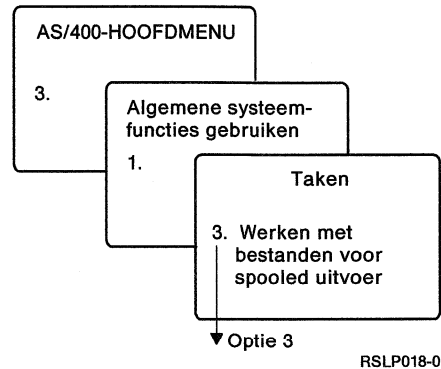 AS/400-HOOFDMENU
3.
Algemene systeem-
functies gebruiken
1.
Taken
3. Werken met
bestanden voor
spooled uitvoer
Optie 3
RSLP018-0